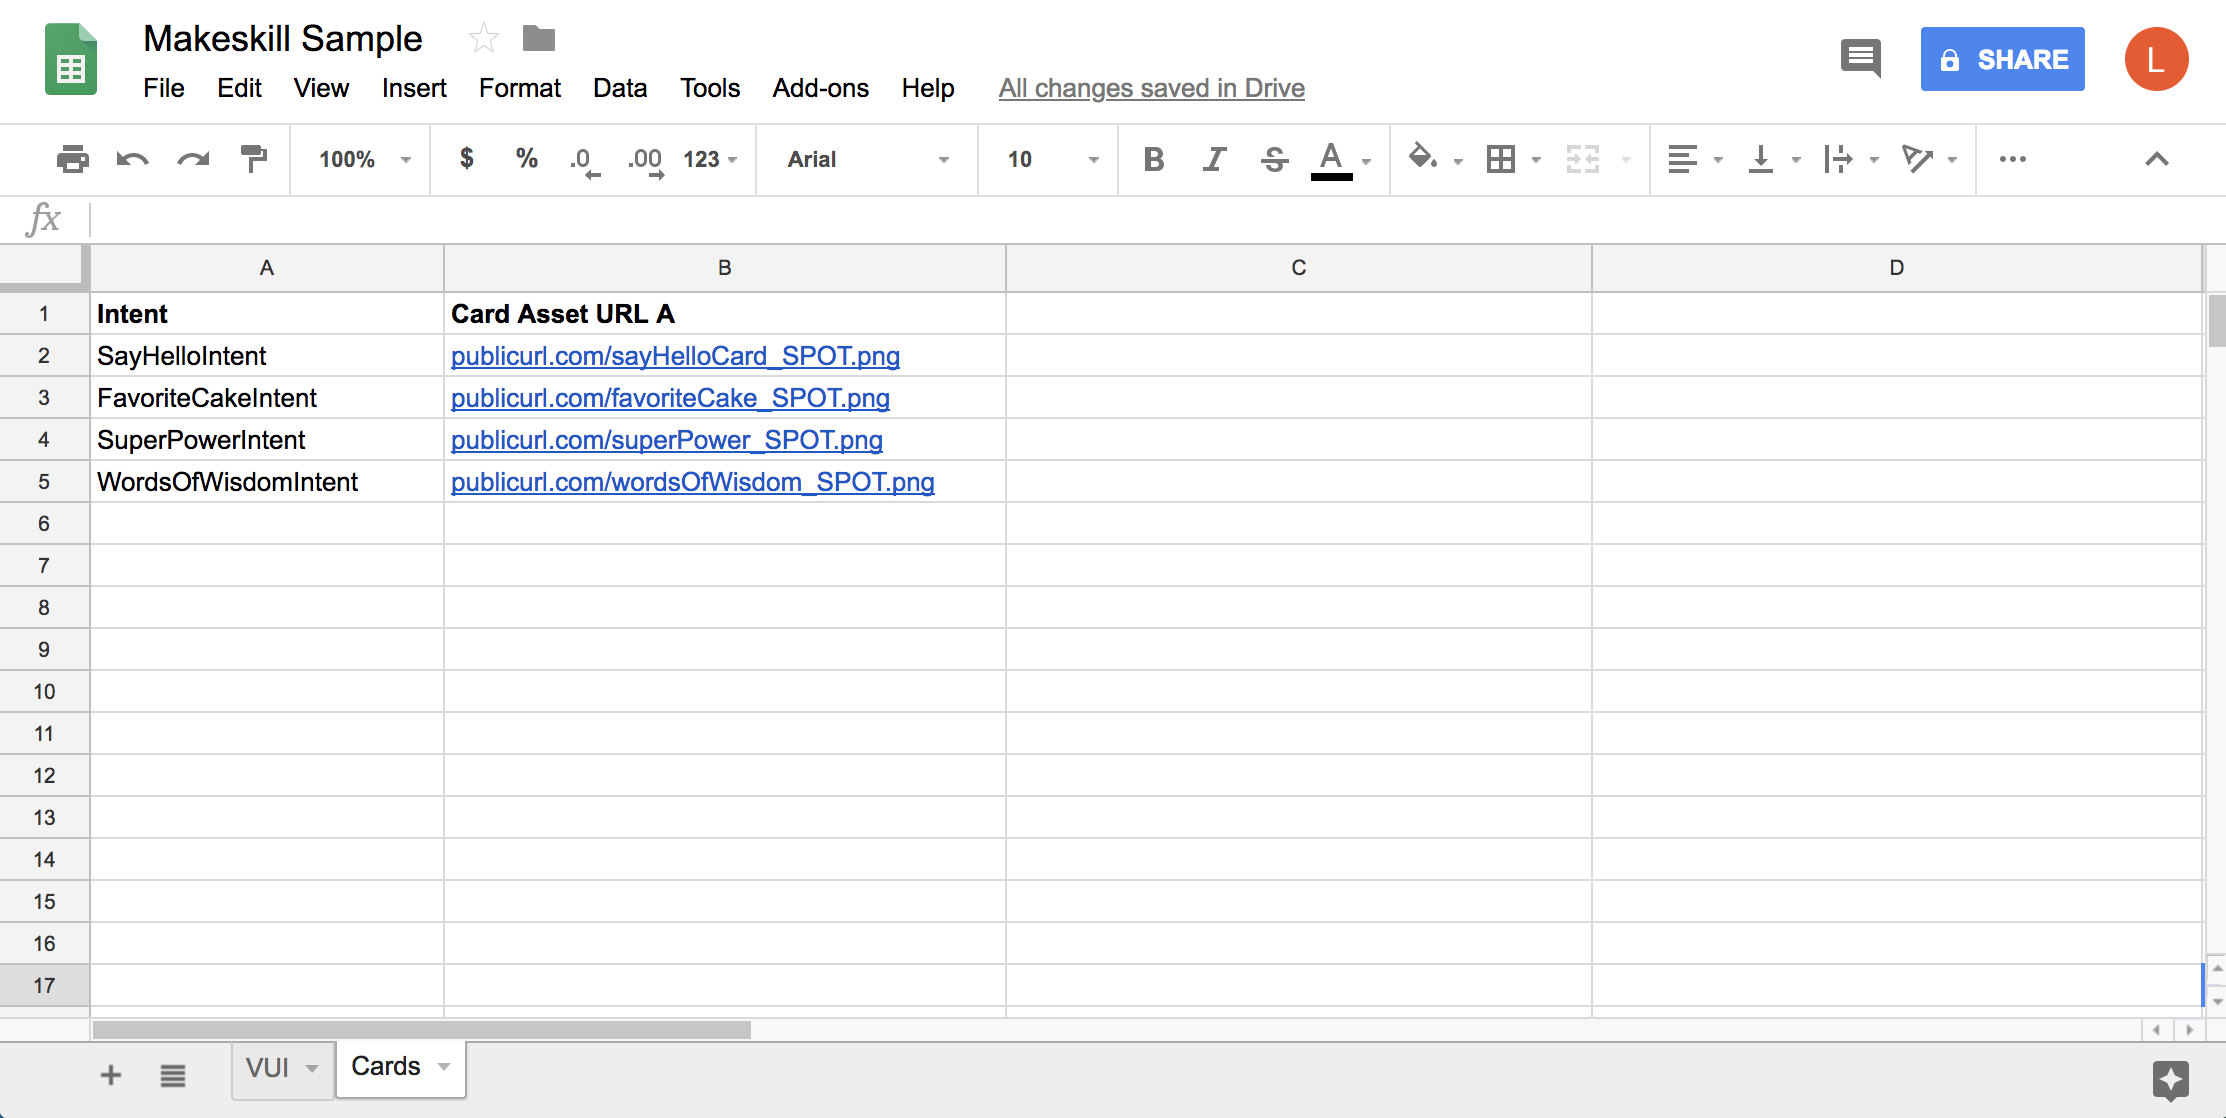 Makeskill Sample
File Edit View Insert Format Data Tools Add-ons Help All changes saved in Drive
SHARE L
100% $ % .0 .00 123 Arial 10 B I S A
fx
A B C D
1 Intent Card Asset URL A
2 SayHelloIntent publicurl.com/sayHelloCard_SPOT.png
3 FavoriteCakeIntent publicurl.com/favoriteCake_SPOT.png
4 SuperPowerIntent publicurl.com/superPower_SPOT.png
5 WordsOfWisdomIntent publicurl.com/wordsOfWisdom_SPOT.png
6
7
8
9
10
11
12
13
14
15
16
17
VUI Cards